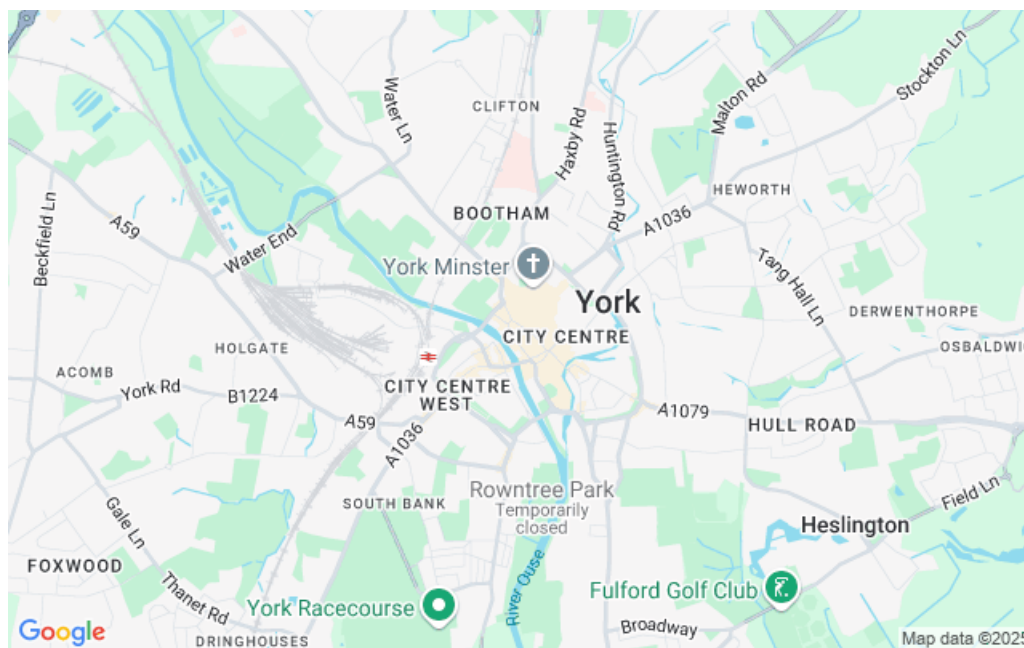 CLIFTON
Water Ln
Haxby Rd
Huntington Rd
Malton Rd
Stockton Ln
HEWORTH
BOOTHAM
A1036
Beckfield Ln
A59
Water End
York Minster
Tang Hall Ln
York
DERWENTHORPE
CITY CENTRE
HOLGATE
OSBALDWI
ACOMB
York Rd
B1224
CITY CENTRE
WEST
A59
A1036
A1079
HULL ROAD
SOUTH BANK
Rowntree Park
Temporarily
closed
Field Ln
Gale Ln
Heslington
FOXWOOD
River Ouse
Thanet Rd
York Racecourse
Fulford Golf Club
Broadway
Google
DRINGHOUSES
Map data ©2025